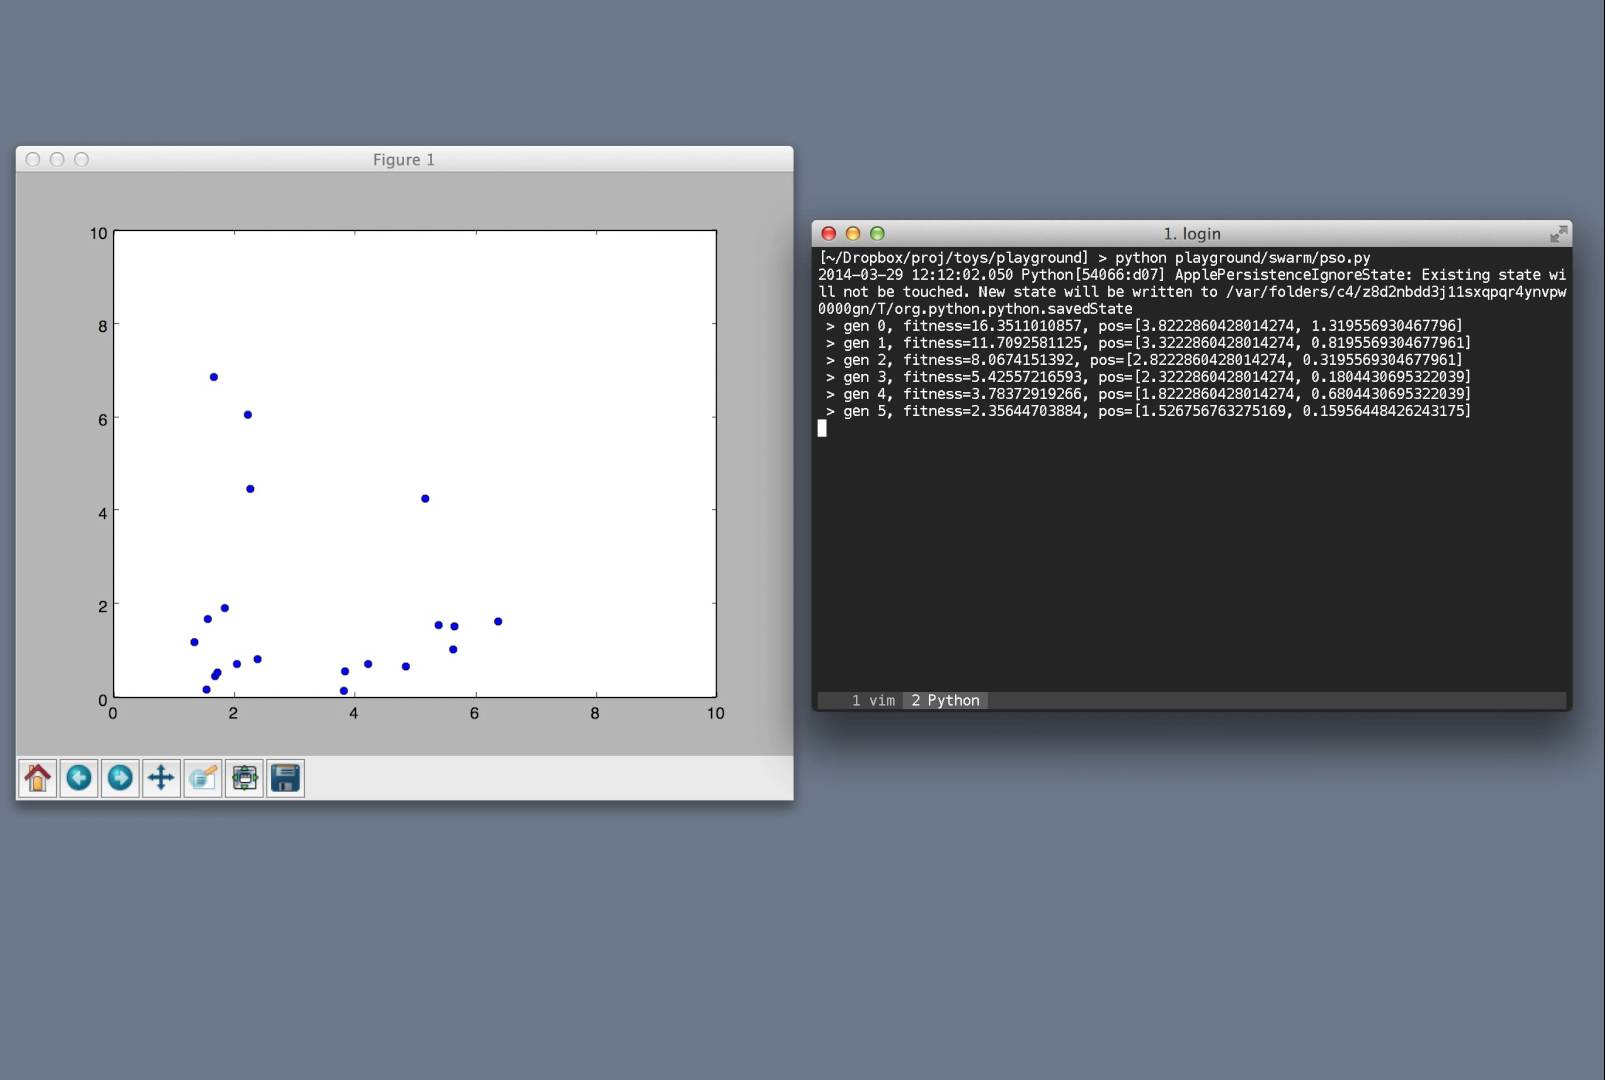 Figure 1
10
8
6
4
2
0
0 2 4 6 8 10
1. login
[~/Dropbox/proj/toys/playground] > python playground/swarm/pso.py
2014-03-29 12:12:02.050 Python[54066:d07] ApplePersistenceIgnoreState: Existing state wi
ll not be touched. New state will be written to /var/folders/c4/z8d2nbdd3j11sxqpqr4ynvpw
0000gn/T/org.python.python.savedState
> gen 0, fitness=16.3511010857, pos=[3.8222860428014274, 1.319556930467796]
> gen 1, fitness=11.7092581125, pos=[3.3222860428014274, 0.8195569304677961]
> gen 2, fitness=8.0674151392, pos=[2.8222860428014274, 0.3195569304677961]
> gen 3, fitness=5.42557216593, pos=[2.3222860428014274, 0.1804430695322039]
> gen 4, fitness=3.78372919266, pos=[1.8222860428014274, 0.6804430695322039]
> gen 5, fitness=2.35644703884, pos=[1.526756763275169, 0.15956448426243175]
1 vim 2 Python